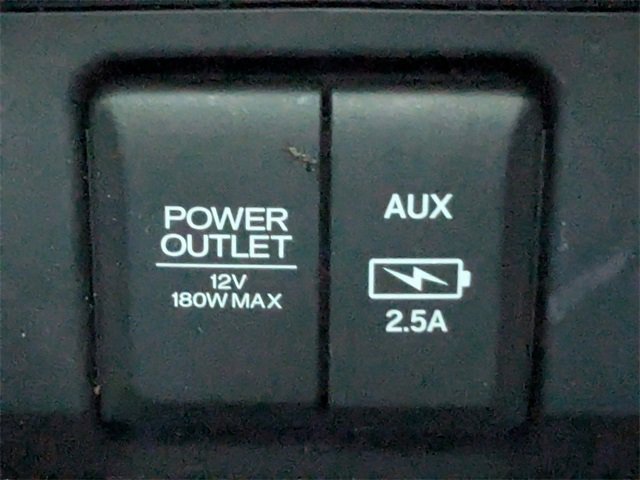 POWER
OUTLET
12V
180W MAX
AUX
2.5A